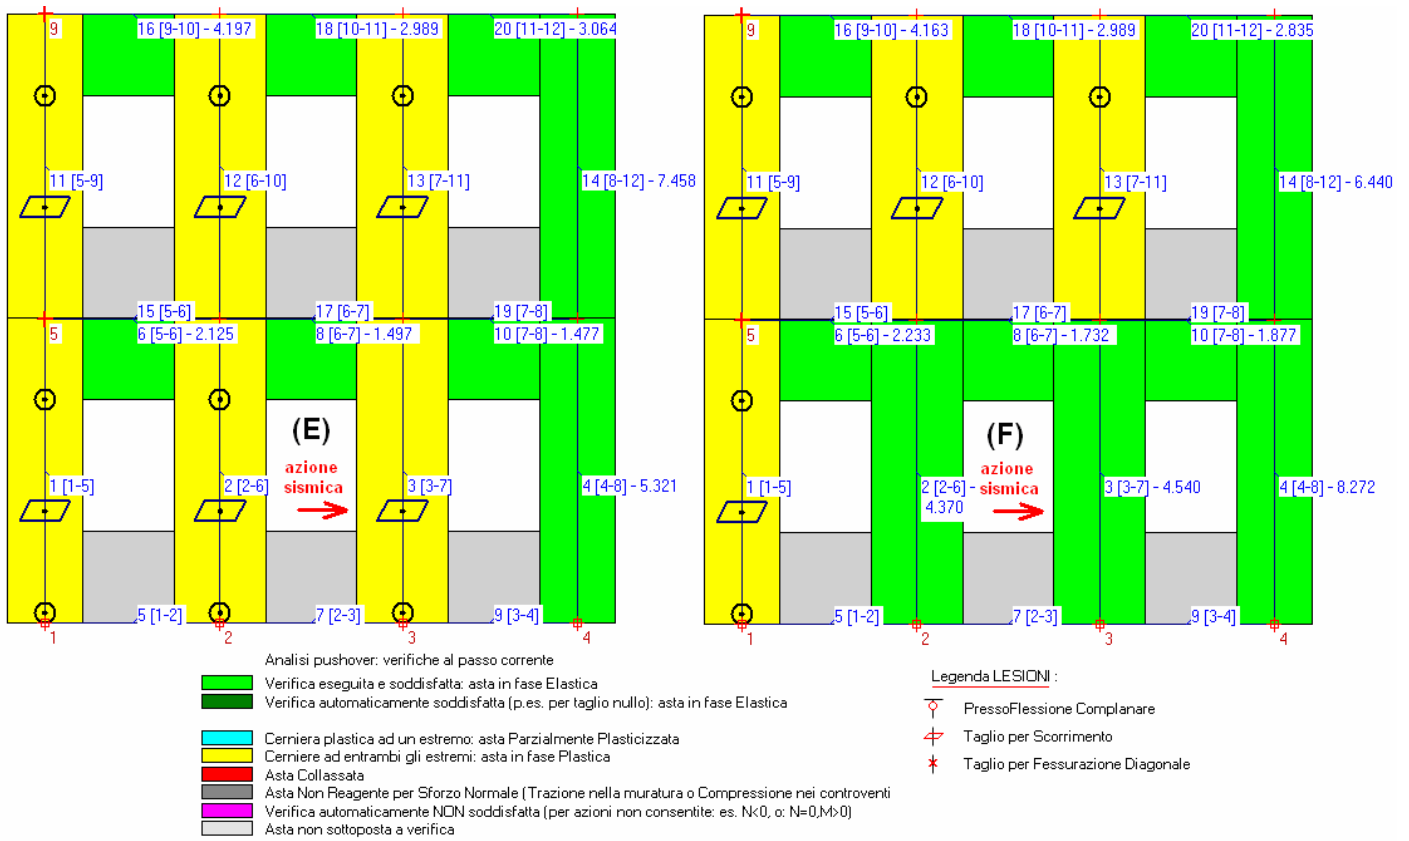 9
16 [9-10] - 4.197
18 [10-11] - 2.989
20 [11-12] - 3.064
11 [5-9]
12 [6-10]
13 [7-11]
14 [8-12] - 7.458
15 [5-6]
17 [6-7]
19 [7-8]
5
6 [5-6] - 2.125
8 [6-7] - 1.497
10 [7-8] - 1.477
(E)
azione
sismica
1 [1-5]
2 [2-6]
3 [3-7]
4 [4-8] - 5.321
5 [1-2]
7 [2-3]
9 [3-4]
1
2
3
4
9
16 [9-10] - 4.163
18 [10-11] - 2.989
20 [11-12] - 2.835
11 [5-9]
12 [6-10]
13 [7-11]
14 [8-12] - 6.440
15 [5-6]
17 [6-7]
19 [7-8]
5
6 [5-6] - 2.233
8 [6-7] - 1.732
10 [7-8] - 1.877
(F)
azione
sismica
1 [1-5]
2 [2-6] -
4.370
3 [3-7] - 4.540
4 [4-8] - 8.272
5 [1-2]
7 [2-3]
9 [3-4]
1
2
3
4
Analisi pushover: verifiche al passo corrente
Verifica eseguita e soddisfatta: asta in fase Elastica
Verifica automaticamente soddisfatta (p.es. per taglio nullo): asta in fase Elastica
Cerniera plastica ad un estremo: asta Parzialmente Plasticizzata
Cerniere ad entrambi gli estremi: asta in fase Plastica
Asta Collassata
Asta Non Reagente per Sforzo Normale (Trazione nella muratura o Compressione nei controventi
Verifica automaticamente NON soddisfatta (per azioni non consentite: es. N<0, o: N=0,M>0)
Asta non sottoposta a verifica
Legenda LESIONI :
PressoFlessione Complanare
Taglio per Scorrimento
Taglio per Fessurazione Diagonale